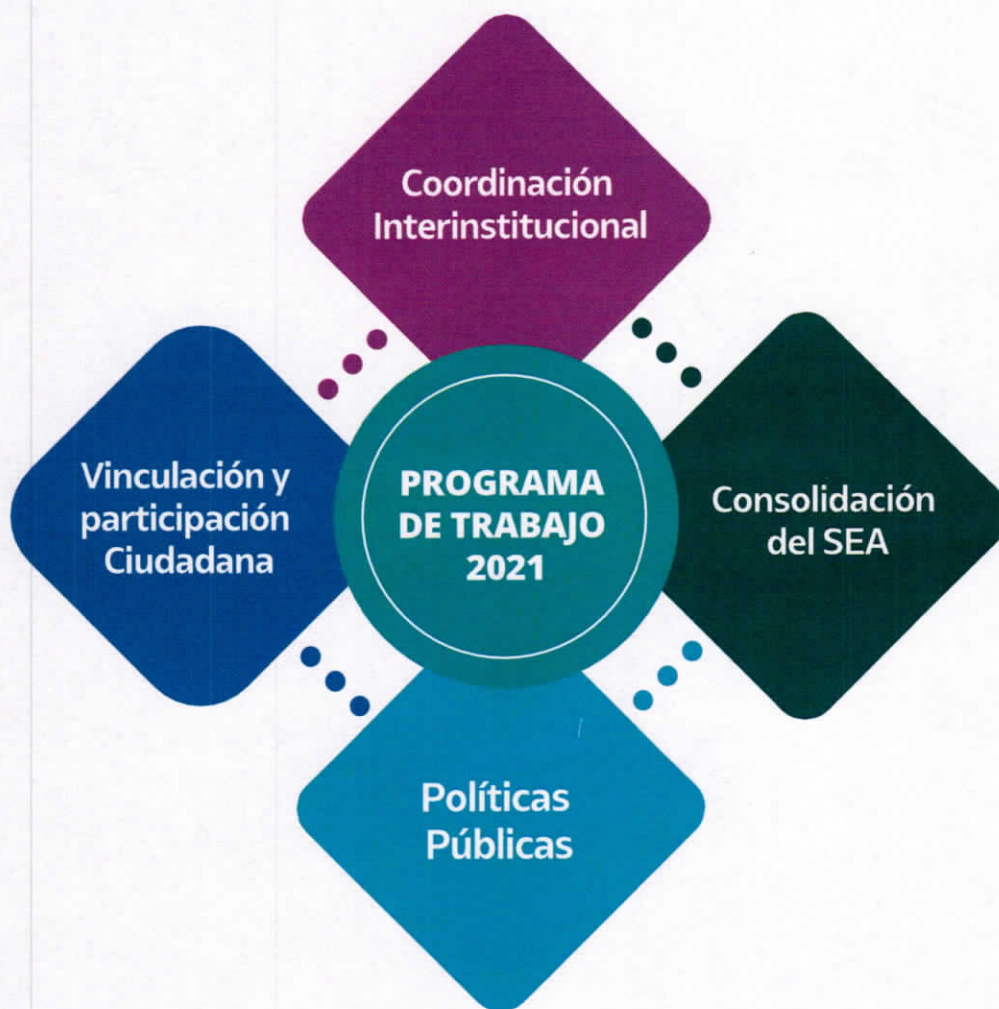 Coordinación
Interinstitucional
Vinculación y
participación
Ciudadana
PROGRAMA
DE TRABAJO
2021
Consolidación
del SEA
Políticas
Públicas